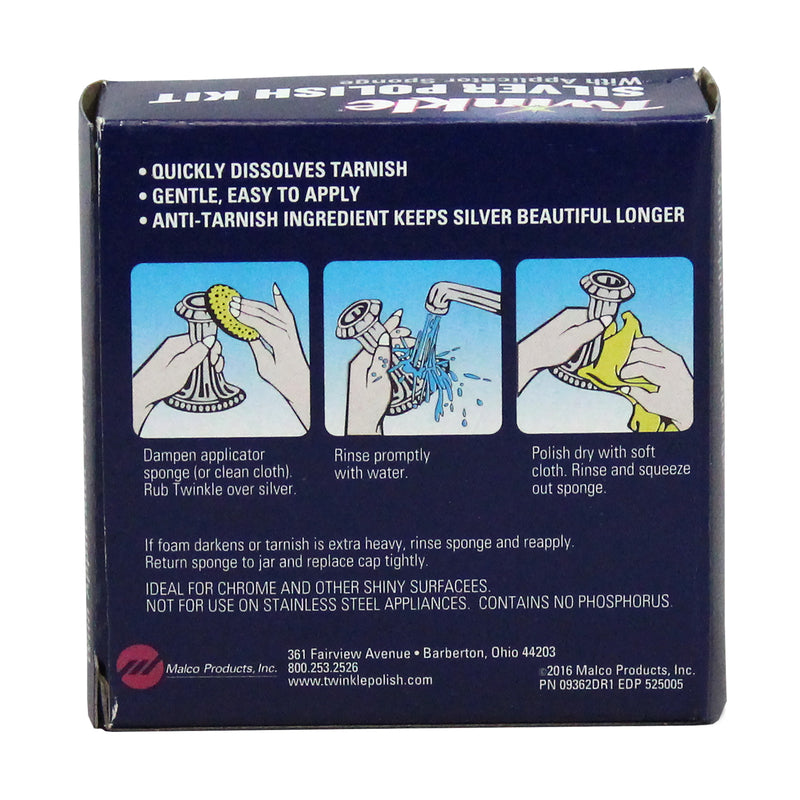 Twinkle
SILVER POLISH KIT
With Applicator Sponge
• QUICKLY DISSOLVES TARNISH
• GENTLE, EASY TO APPLY
• ANTI-TARNISH INGREDIENT KEEPS SILVER BEAUTIFUL LONGER
Dampen applicator
sponge (or clean cloth).
Rub Twinkle over silver.
Rinse promptly
with water.
Polish dry with soft
cloth. Rinse and squeeze
out sponge.
If foam darkens or tarnish is extra heavy, rinse sponge and reapply.
Return sponge to jar and replace cap tightly.
IDEAL FOR CHROME AND OTHER SHINY SURFACEES.
NOT FOR USE ON STAINLESS STEEL APPLIANCES. CONTAINS NO PHOSPHORUS.
Malco Products, Inc.
361 Fairview Avenue • Barberton, Ohio 44203
800.253.2526
www.twinklepolish.com
©2016 Malco Products, Inc.
PN 09362DR1 EDP 525005